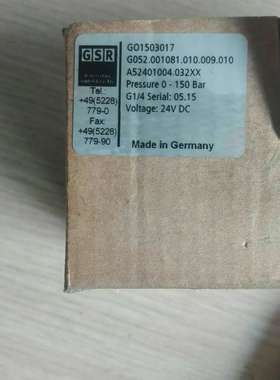 GSR
Tel.
+49(5228)
779-0
Fax:
+49(5228)
779-90
GO1503017
G052.001081.010.009.010
A52401004.032XX
Pressure 0 - 150 Bar
G1/4 Serial: 05.15
Voltage: 24V DC
Made in Germany